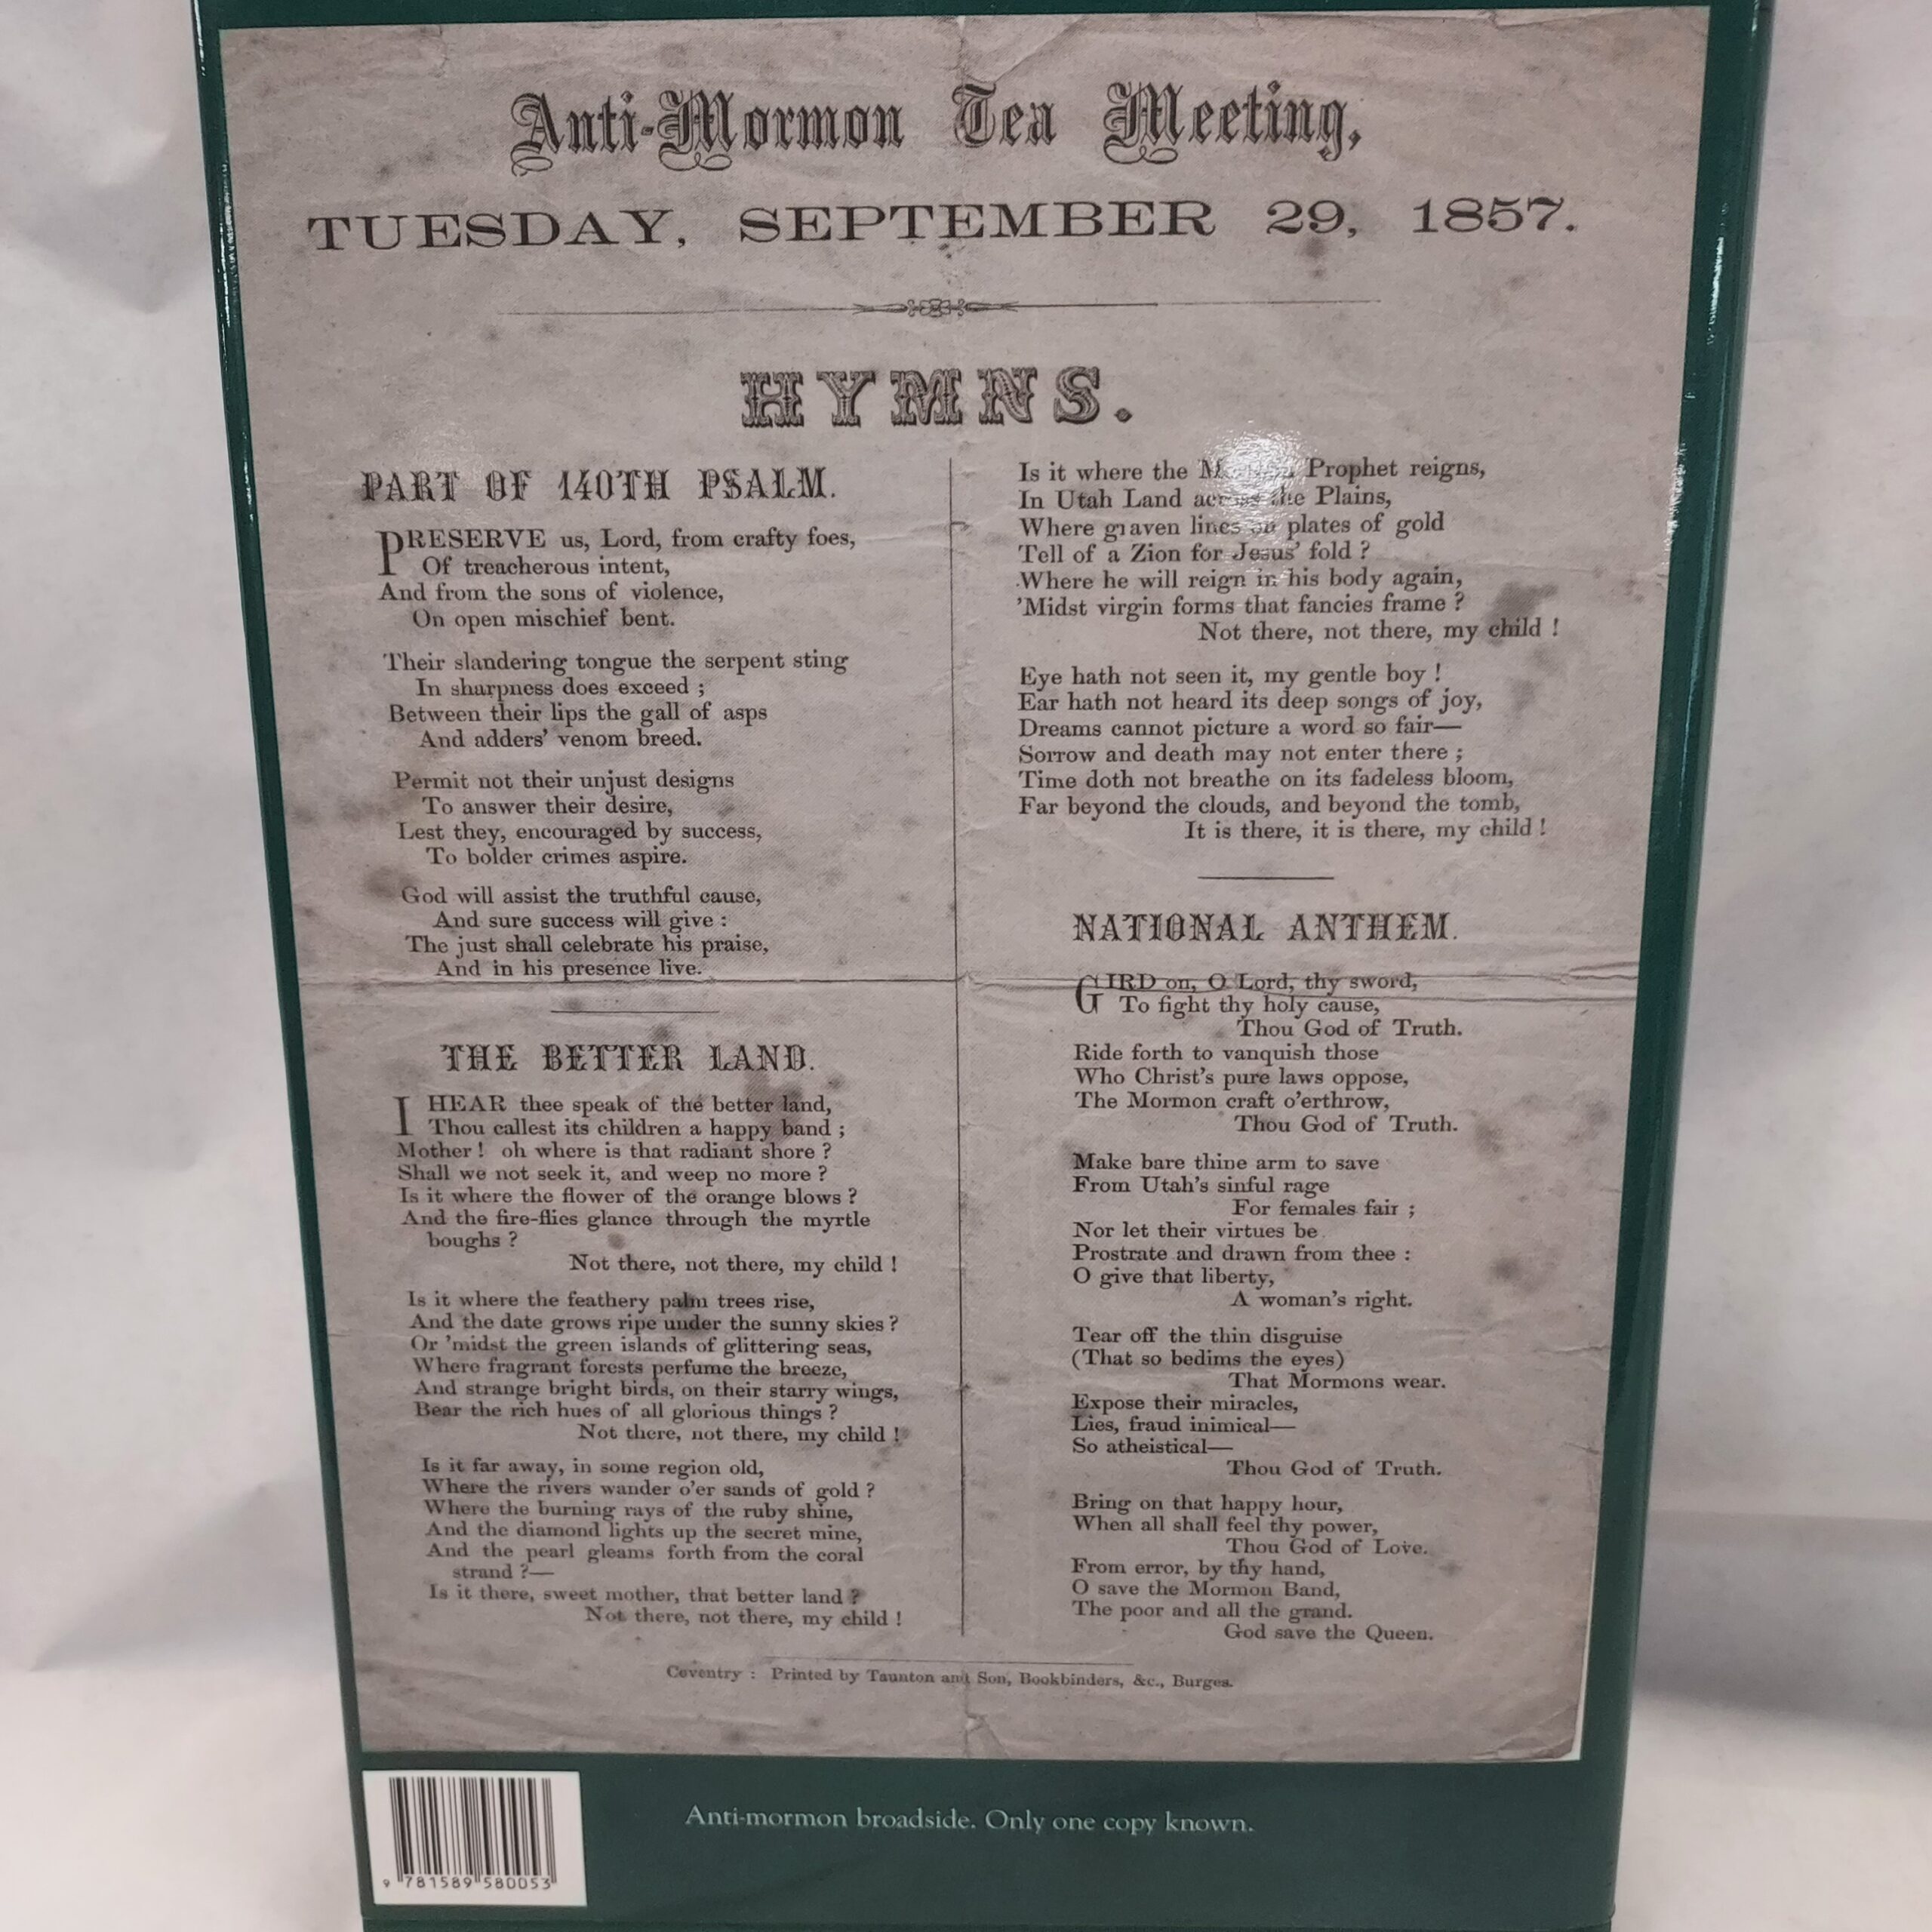 Anti-Mormon Tea Meeting,
TUESDAY, SEPTEMBER 29, 1857.
HYMNS.
PART OF 140TH PSALM.
PRESERVE us, Lord, from crafty foes,
Of treacherous intent,
And from the sons of violence,
On open mischief bent.
Their slandering tongue the serpent sting
In sharpness does exceed ;
Between their lips the gall of asps
And adders' venom breed.
Permit not their unjust designs
To answer their desire,
Lest they, encouraged by success,
To bolder crimes aspire.
God will assist the truthful cause,
And sure success will give :
The just shall celebrate his praise,
And in his presence live.
THE BETTER LAND.
I HEAR thee speak of the better land,
Thou callest its children a happy band ;
Mother ! oh where is that radiant shore ?
Shall we not seek it, and weep no more ?
Is it where the flower of the orange blows ?
And the fire-flies glance through the myrtle
boughs ?
Not there, not there, my child !
Is it where the feathery palm trees rise,
And the date grows ripe under the sunny skies ?
Or 'midst the green islands of glittering seas,
Where fragrant forests perfume the breeze,
And strange bright birds, on their starry wings,
Bear the rich hues of all glorious things ?
Not there, not there, my child !
Is it far away, in some region old,
Where the rivers wander o'er sands of gold ?
Where the burning rays of the ruby shine,
And the diamond lights up the secret mine,
And the pearl gleams forth from the coral
strand ?—
Is it there, sweet mother, that better land ?
Not there, not there, my child !
Is it where the Mormon Prophet reigns,
In Utah Land across the Plains,
Where graven lines on plates of gold
Tell of a Zion for Jesus' fold ?
Where he will reign in his body again,
'Midst virgin forms that fancies frame ?
Not there, not there, my child !
Eye hath not seen it, my gentle boy !
Ear hath not heard its deep songs of joy,
Dreams cannot picture a word so fair—
Sorrow and death may not enter there ;
Time doth not breathe on its fadeless bloom,
Far beyond the clouds, and beyond the tomb,
It is there, it is there, my child !
NATIONAL ANTHEM.
GIRD on, O Lord, thy sword,
To fight thy holy cause,
Thou God of Truth.
Ride forth to vanquish those
Who Christ's pure laws oppose,
The Mormon craft o'erthrow,
Thou God of Truth.
Make bare thine arm to save
From Utah's sinful rage
For females fair ;
Nor let their virtues be
Prostrate and drawn from thee :
O give that liberty,
A woman's right.
Tear off the thin disguise
(That so bedims the eyes)
That Mormons wear.
Expose their miracles,
Lies, fraud inimical—
So atheistical—
Thou God of Truth.
Bring on that happy hour,
When all shall feel thy power,
Thou God of Love.
From error, by thy hand,
O save the Mormon Band,
The poor and all the grand.
God save the Queen.
Coventry : Printed by Taunton and Son, Bookbinders, &c., Burges.
Anti-mormon broadside. Only one copy known.
9 781589 580053